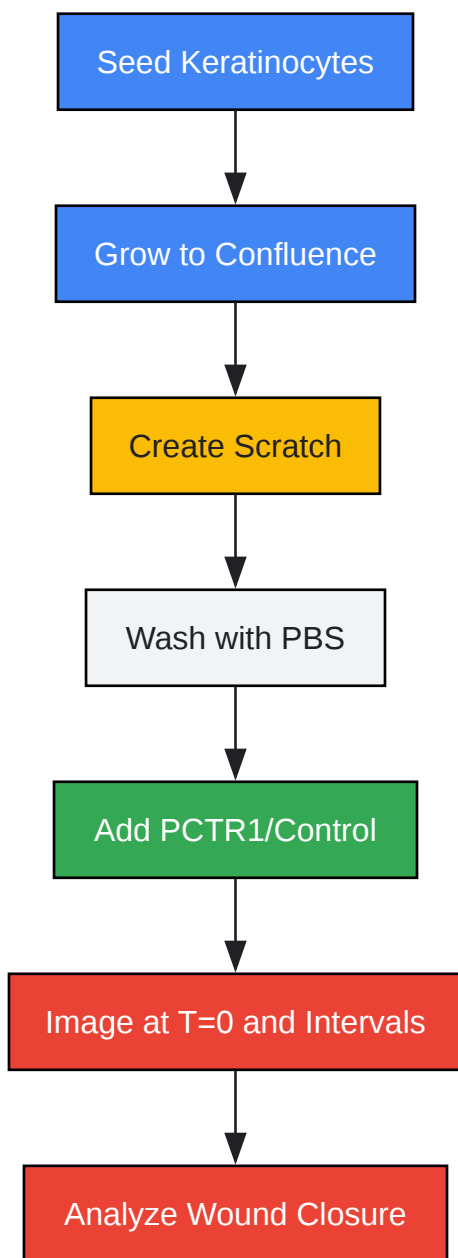 Seed Keratinocytes
Grow to Confluence
Create Scratch
Wash with PBS
Add PCTR1/Control
Image at T=0 and Intervals
Analyze Wound Closure